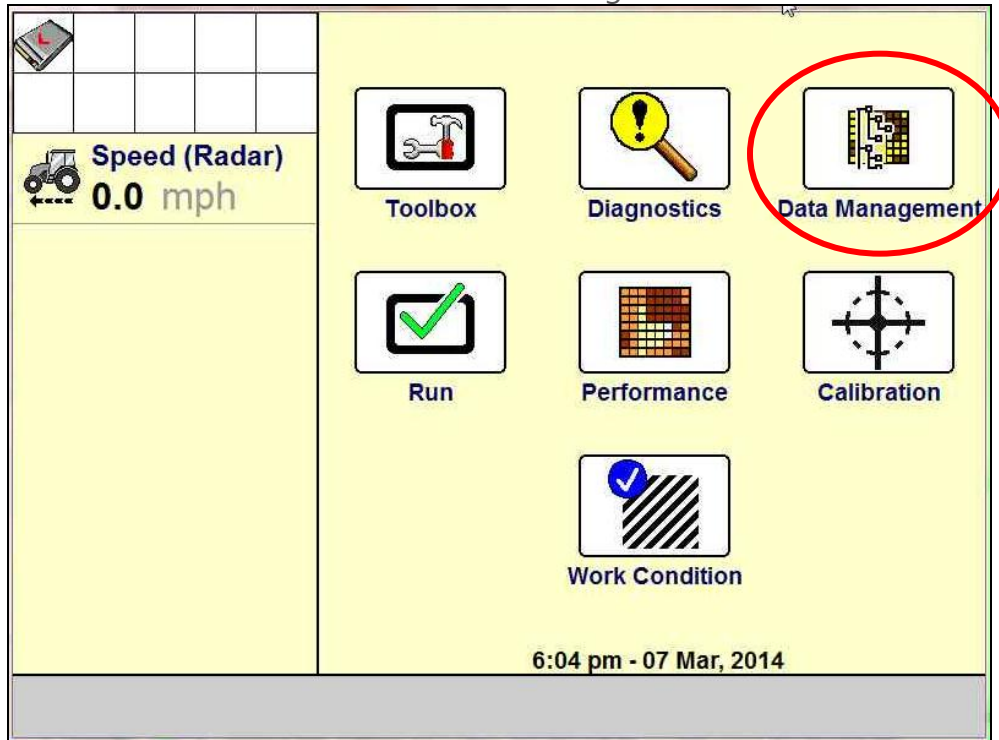 Speed (Radar)
0.0 mph
Toolbox
Diagnostics
Data Management
Run
Performance
Calibration
Work Condition
6:04 pm - 07 Mar, 2014